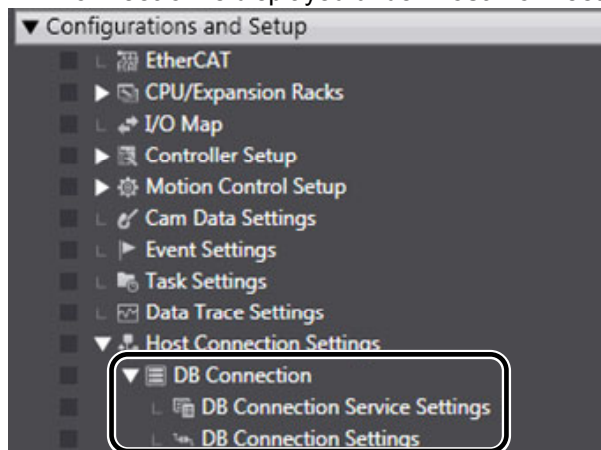 ▼ Configurations and Setup
EtherCAT
▶ CPU/Expansion Racks
I/O Map
▶ Controller Setup
▶ Motion Control Setup
Cam Data Settings
Event Settings
Task Settings
Data Trace Settings
▼ Host Connection Settings
▼ DB Connection
DB Connection Service Settings
DB Connection Settings